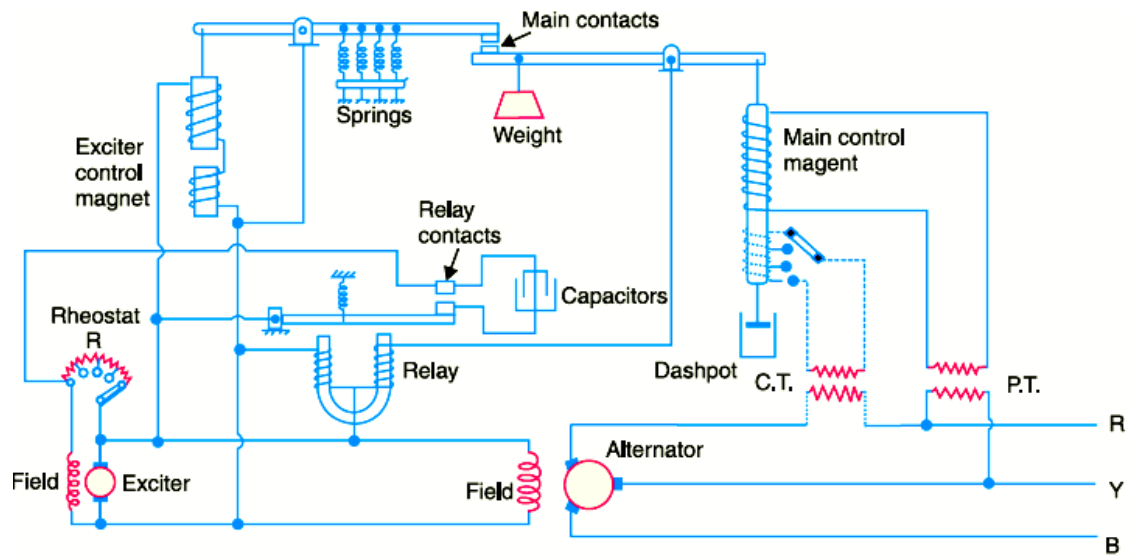 Main contacts
Springs
Weight
Exciter
control
magnet
Main control
magent
Relay
contacts
Capacitors
Rheostat
R
Relay
Dashpot
C.T.
P.T.
R
Alternator
Field
Exciter
Field
Y
B